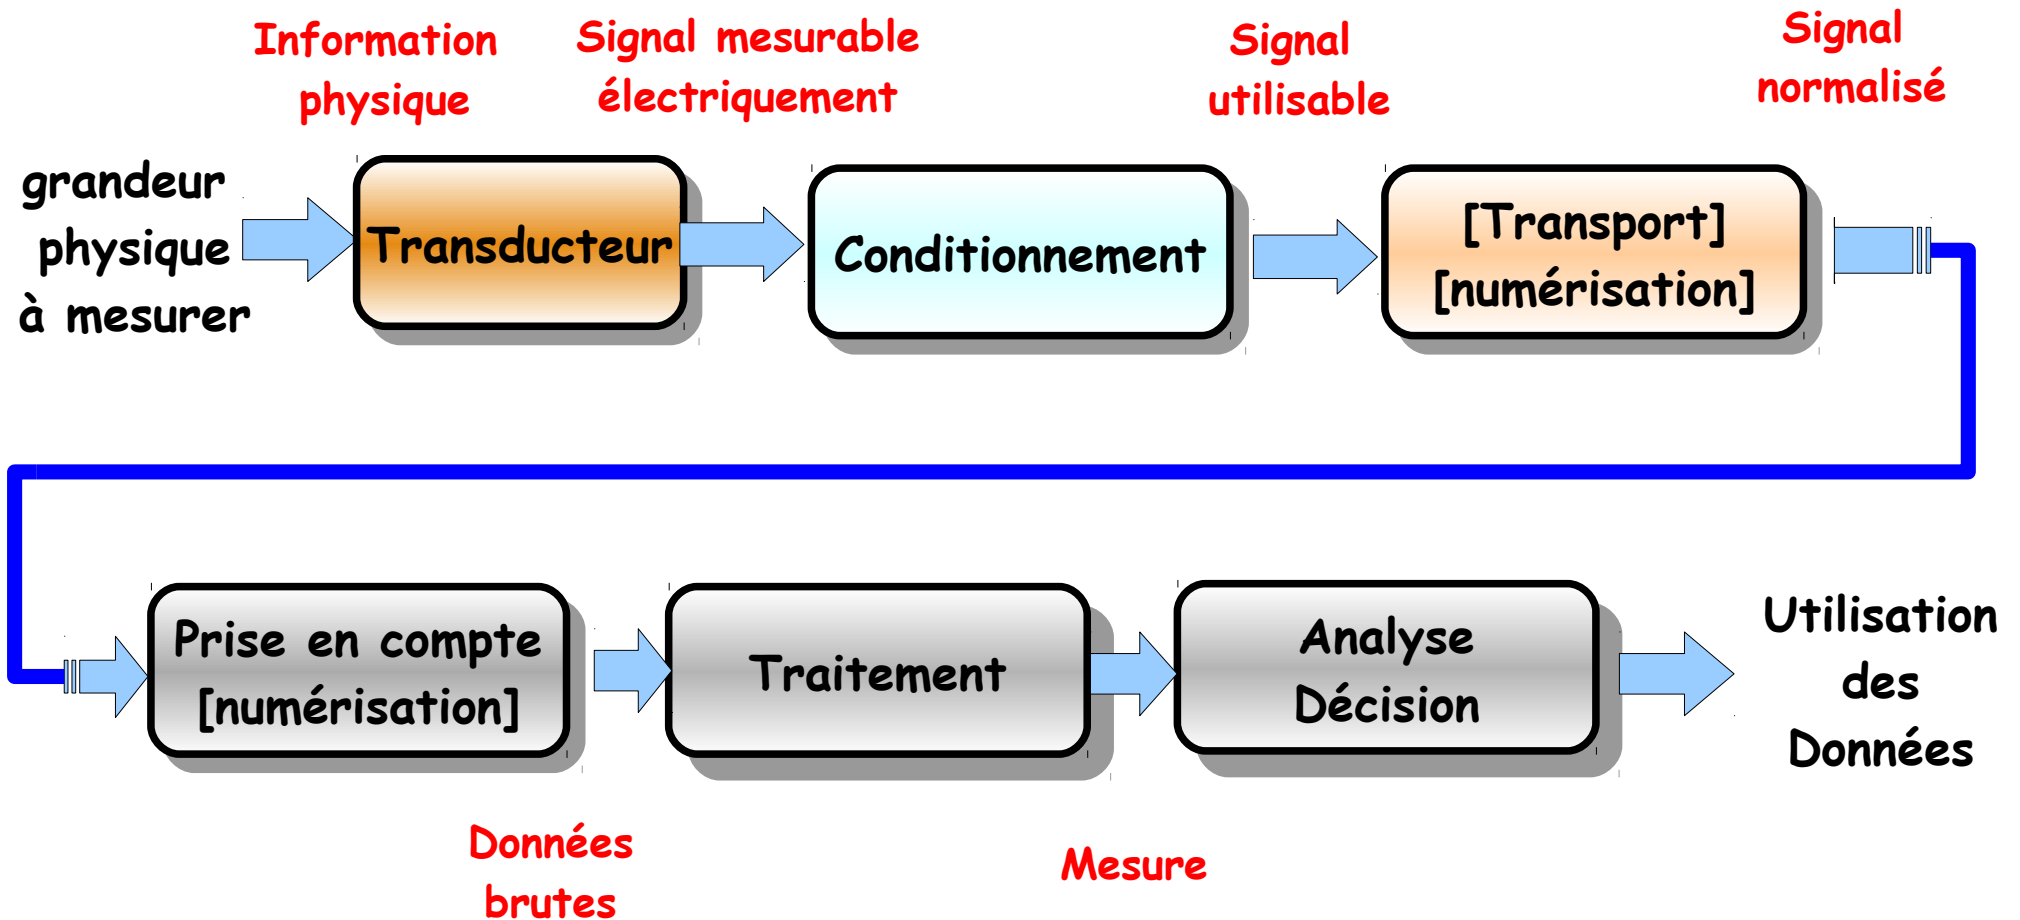 Information
physique
Signal mesurable
électriquement
Signal
utilisable
Signal
normalisé
grandeur
physique
à mesurer
Transducteur
Conditionnement
[Transport]
[numérisation]
Prise en compte
[numérisation]
Traitement
Analyse
Décision
Utilisation
des
Données
Données
brutes
Mesure